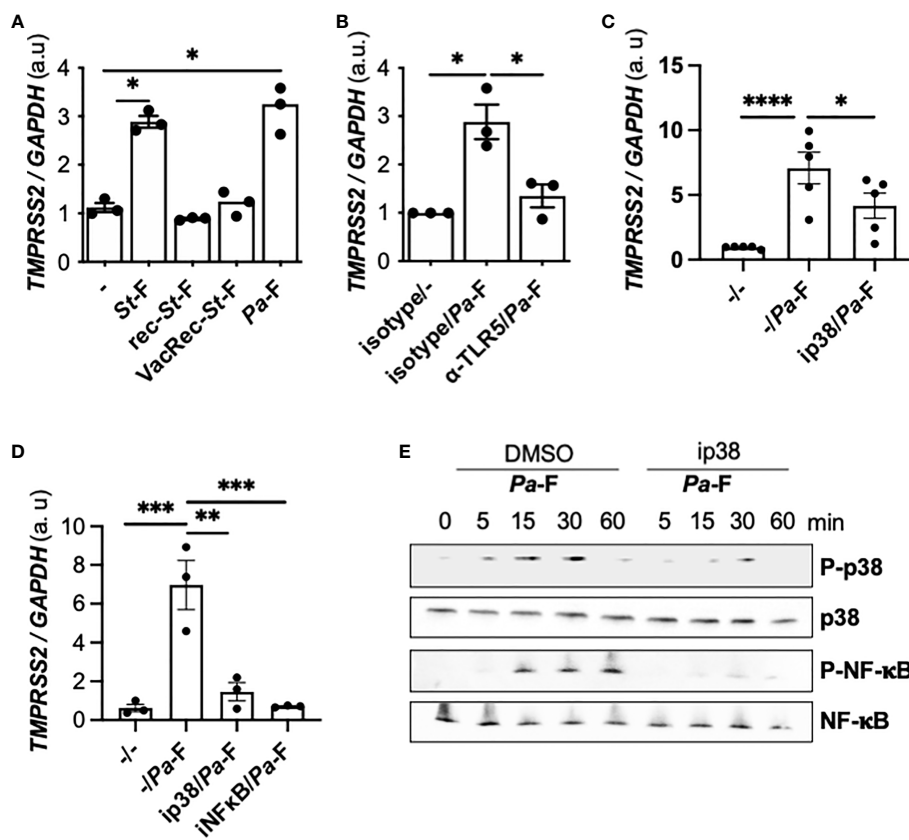 A
TMPRSS2 / GAPDH (a.u)
4
3
2
1
0
*
*
-
St-F
rec-St-F
VacRec-St-F
Pa-F
B
TMPRSS2 / GAPDH (a.u)
4
3
2
1
0
* *
isotype/-
isotype/Pa-F
α-TLR5/Pa-F
C
TMPRSS2 / GAPDH (a. u)
15
10
5
0
**** *
-/-
-/Pa-F
ip38/Pa-F
D
TMPRSS2 / GAPDH (a. u)
10
8
6
4
2
0
***
*** **
-/-
-/Pa-F
ip38/Pa-F
iNFκB/Pa-F
E
DMSO ip38
Pa-F Pa-F
0 5 15 30 60 5 15 30 60 min
P-p38
p38
P-NF-κB
NF-κB